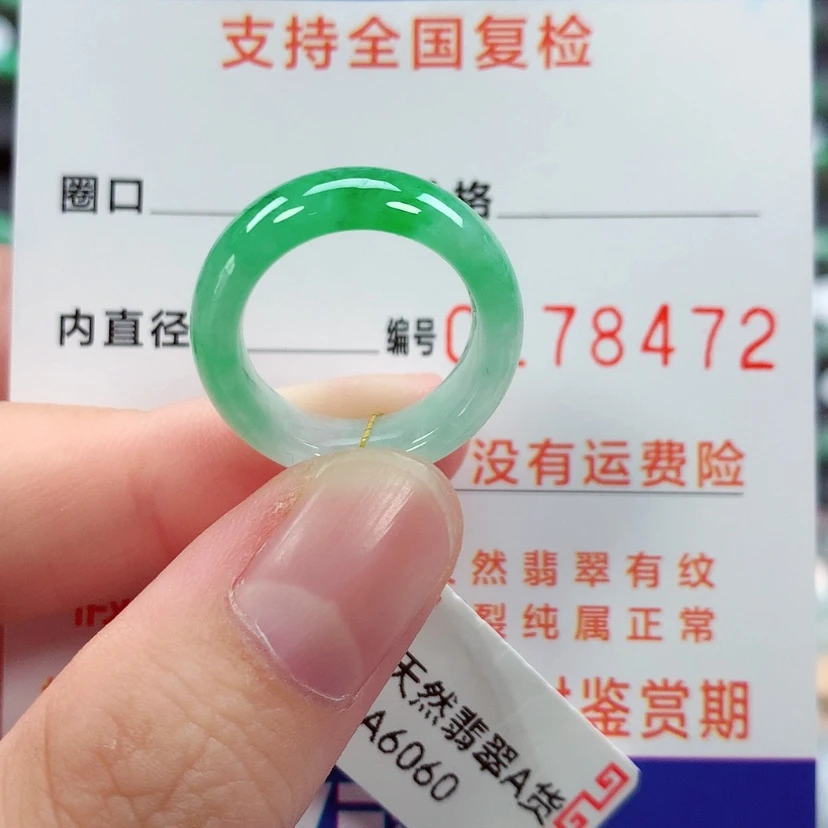 支持全国复检
圈口 格
内直径 编号 178472
没有运费险
然翡翠有纹
裂纯属正常
鉴赏期
天然翡翠A货
A6060